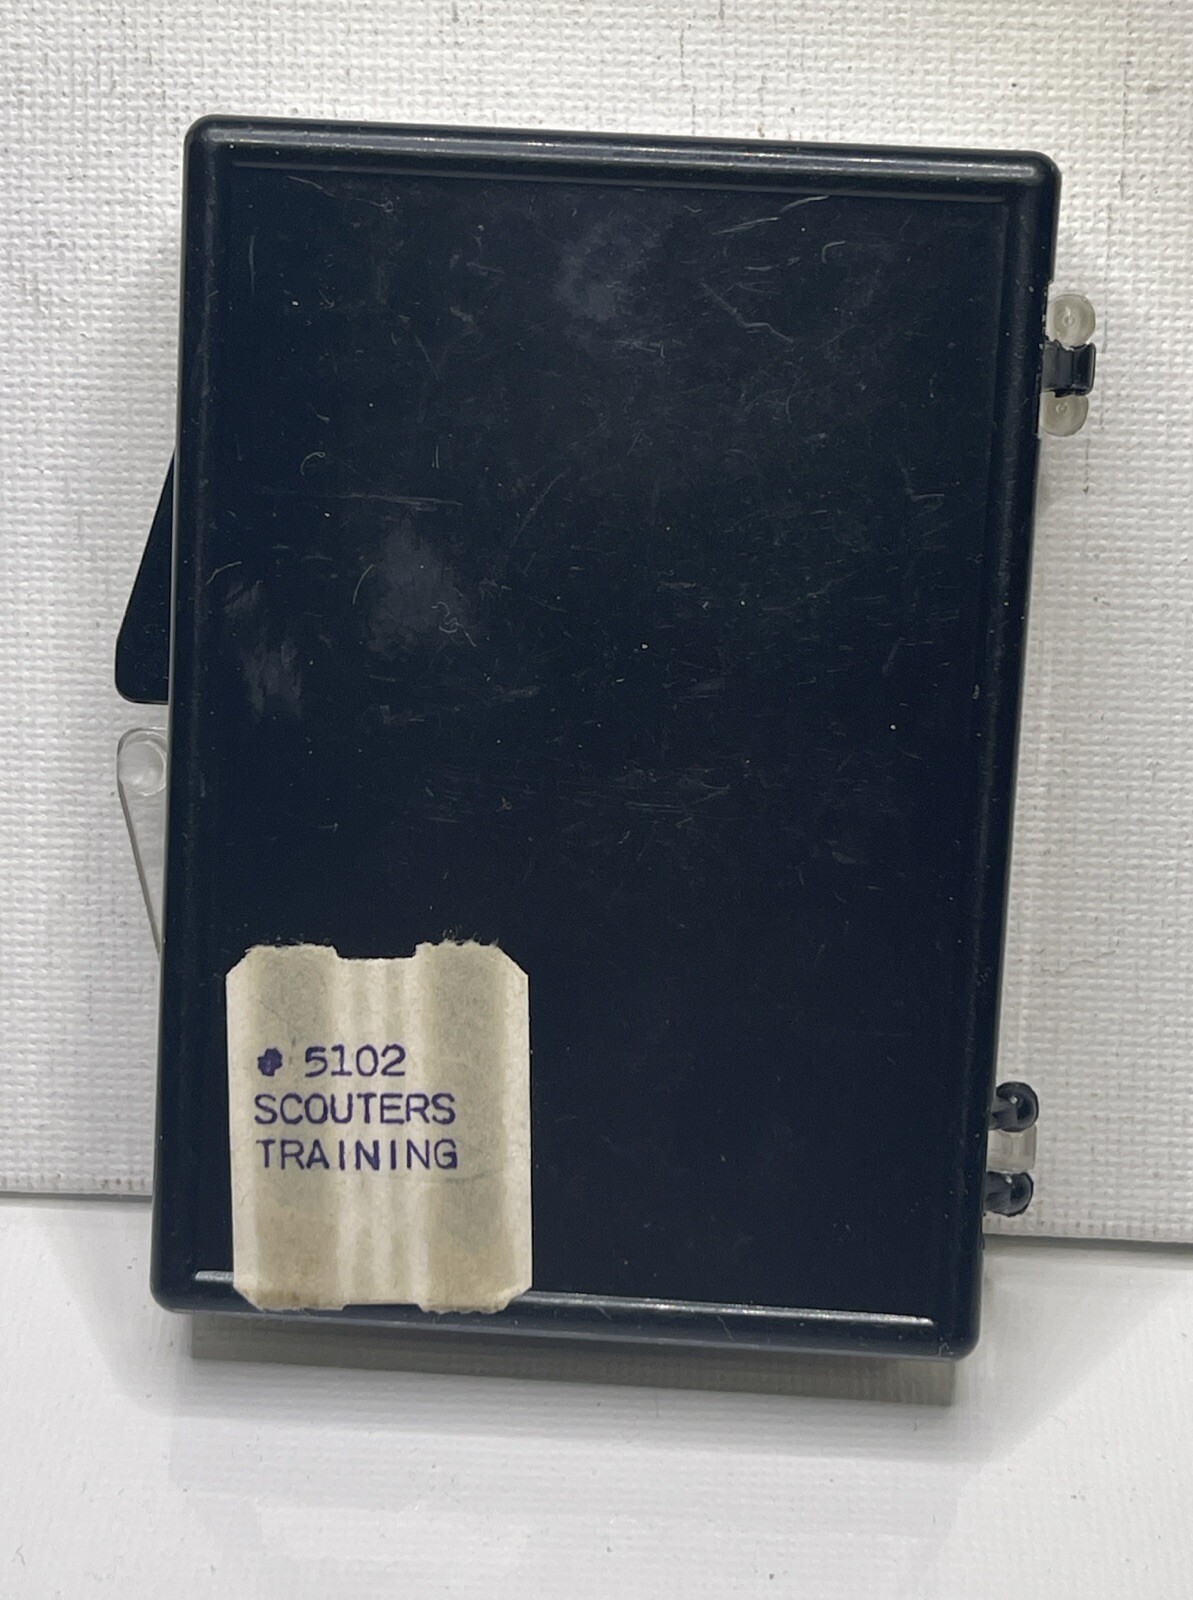 # 5102
SCOUTERS
TRAINING